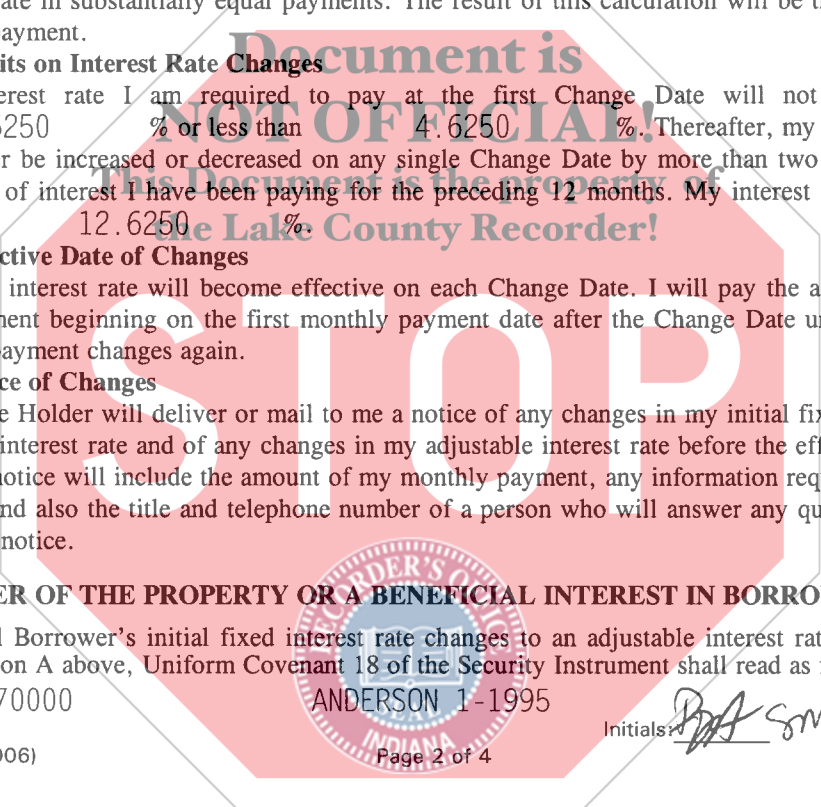 ate in substantially equal payments. The result of this calculation will be t
ayment.
its on Interest Rate Changes
Document is
erest rate I am required to pay at the first Change Date will not
6250 % or less than 4.6250 %. Thereafter, my
NOT OFFICIAL!
r be increased or decreased on any single Change Date by more than two
This Document is the property of
of interest I have been paying for the preceding 12 months. My interest
12.6250 %.
the Lake County Recorder!
ctive Date of Changes
interest rate will become effective on each Change Date. I will pay the a
nent beginning on the first monthly payment date after the Change Date u
ayment changes again.
STOP
ce of Changes
e Holder will deliver or mail to me a notice of any changes in my initial fix
interest rate and of any changes in my adjustable interest rate before the eff
notice will include the amount of my monthly payment, any information req
nd also the title and telephone number of a person who will answer any qu
notice.
RECORDER'S OFFICE
ER OF THE PROPERTY OR A BENEFICIAL INTEREST IN BORRO
l Borrower's initial fixed interest rate changes to an adjustable interest rat
on A above, Uniform Covenant 18 of the Security Instrument shall read as f
70000 ANDERSON 1-1995
SEAL
Initials:
INDIANA
006) Page 2 of 4